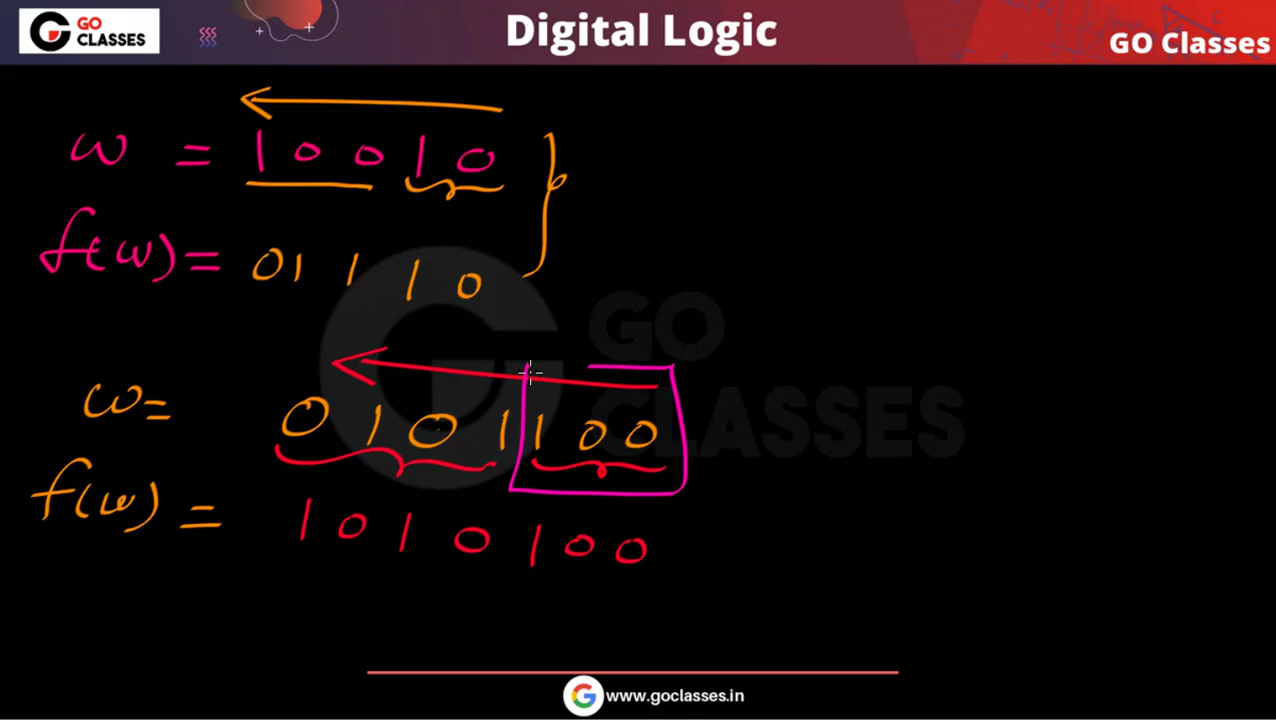 GO CLASSES
Digital Logic
GO Classes
w = 10010
f(w) = 01110
GO
CLASSES
w = 0101100
f(w) = 1010100
www.goclasses.in